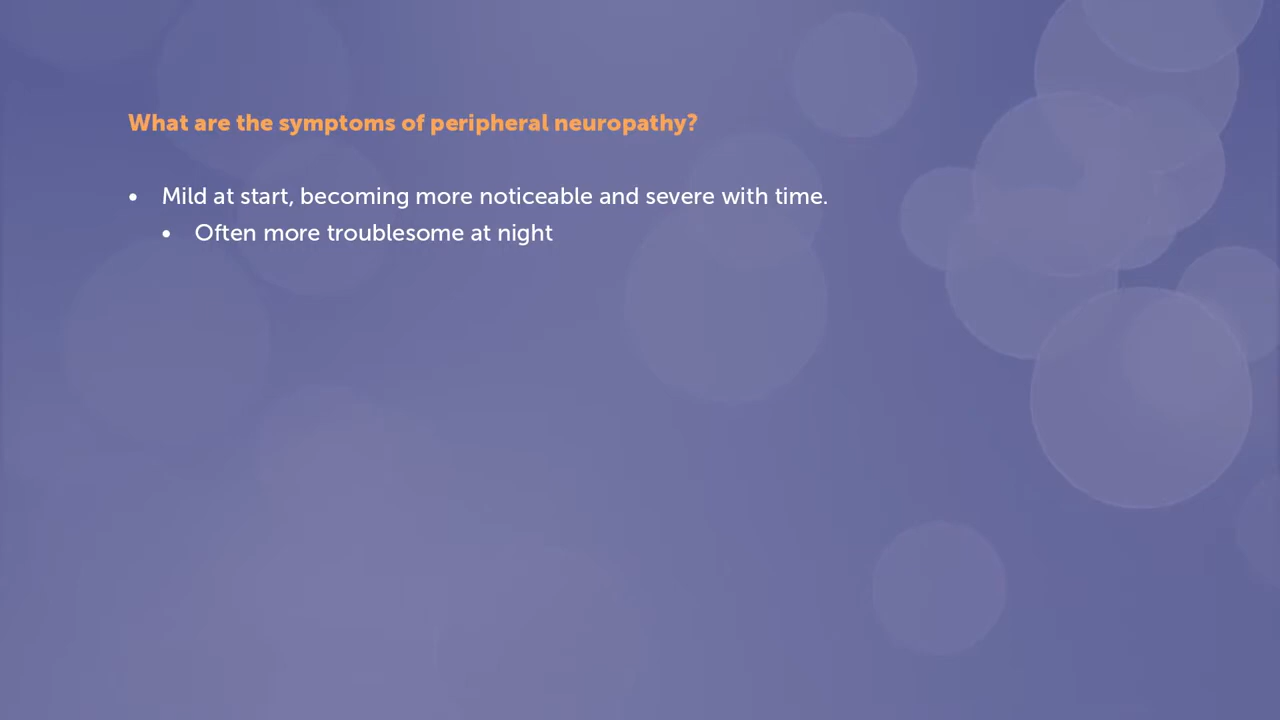 What are the symptoms of peripheral neuropathy?
• Mild at start, becoming more noticeable and severe with time.
• Often more troublesome at night